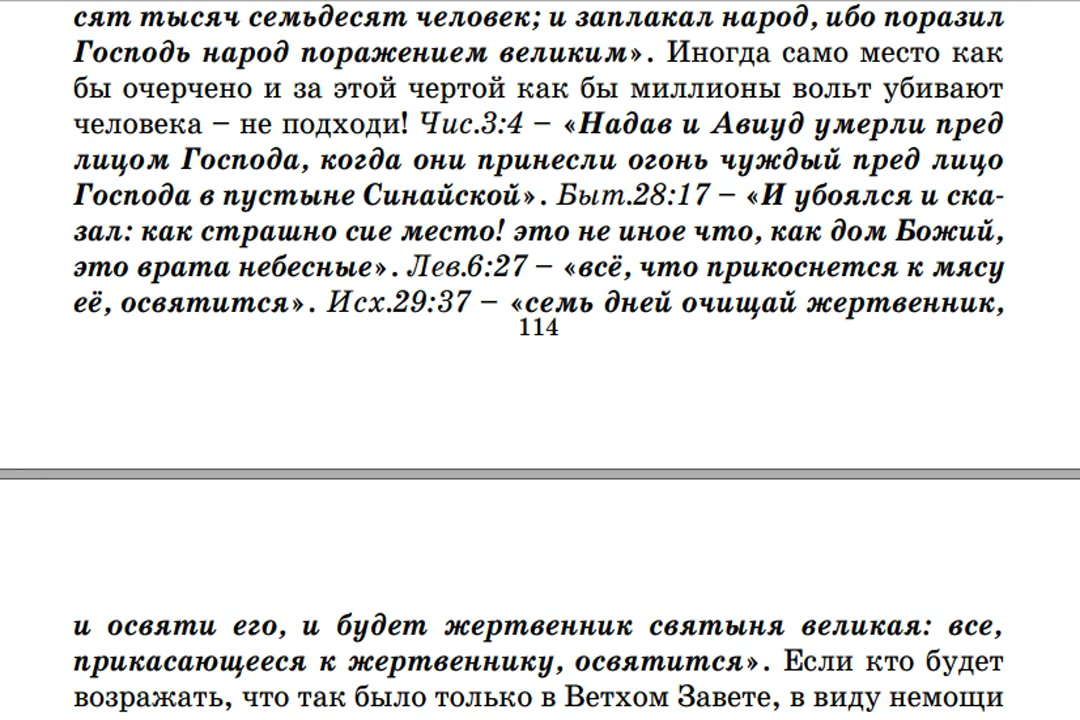 сят тысяч семьдесят человек; и заплакал народ, ибо поразил
Господь народ поражением великим». Иногда само место как
бы очерчено и за этой чертой как бы миллионы вольт убивают
человека – не подходи! Чис.3:4 – «Надав и Авиуд умерли пред
лицом Господа, когда они принесли огонь чуждый пред лицо
Господа в пустыне Синайской». Быт.28:17 – «И убоялся и ска-
зал: как страшно сие место! это не иное что, как дом Божий,
это врата небесные». Лев.6:27 – «всё, что прикоснется к мясу
её, освятится». Исх.29:37 – «семь дней очищай жертвенник,
114
и освяти его, и будет жертвенник святыня великая: все,
прикасающееся к жертвеннику, освятится». Если кто будет
возражать, что так было только в Ветхом Завете, в виду немощи